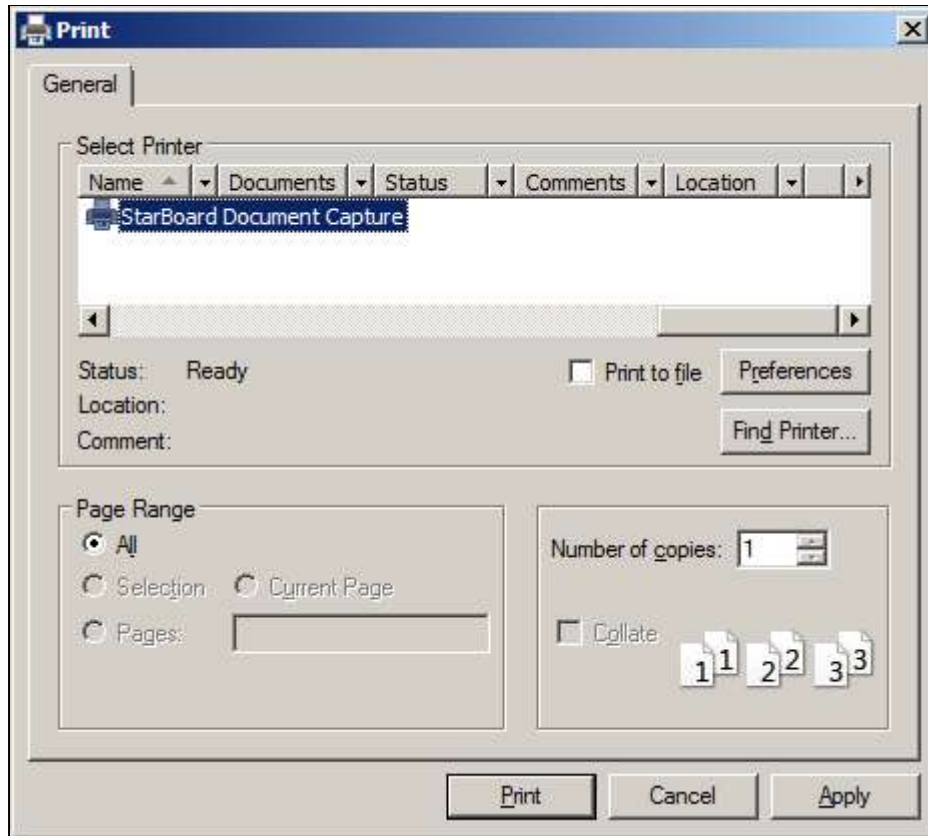 Print
General
Select Printer
Name Documents Status Comments Location
StarBoard Document Capture
Status: Ready
Print to file
Preferences
Location:
Comment:
Find Printer...
Page Range
All
Selection Current Page
Pages:
Number of copies: 1
Collate
1 1 2 2 3 3
Print Cancel Apply